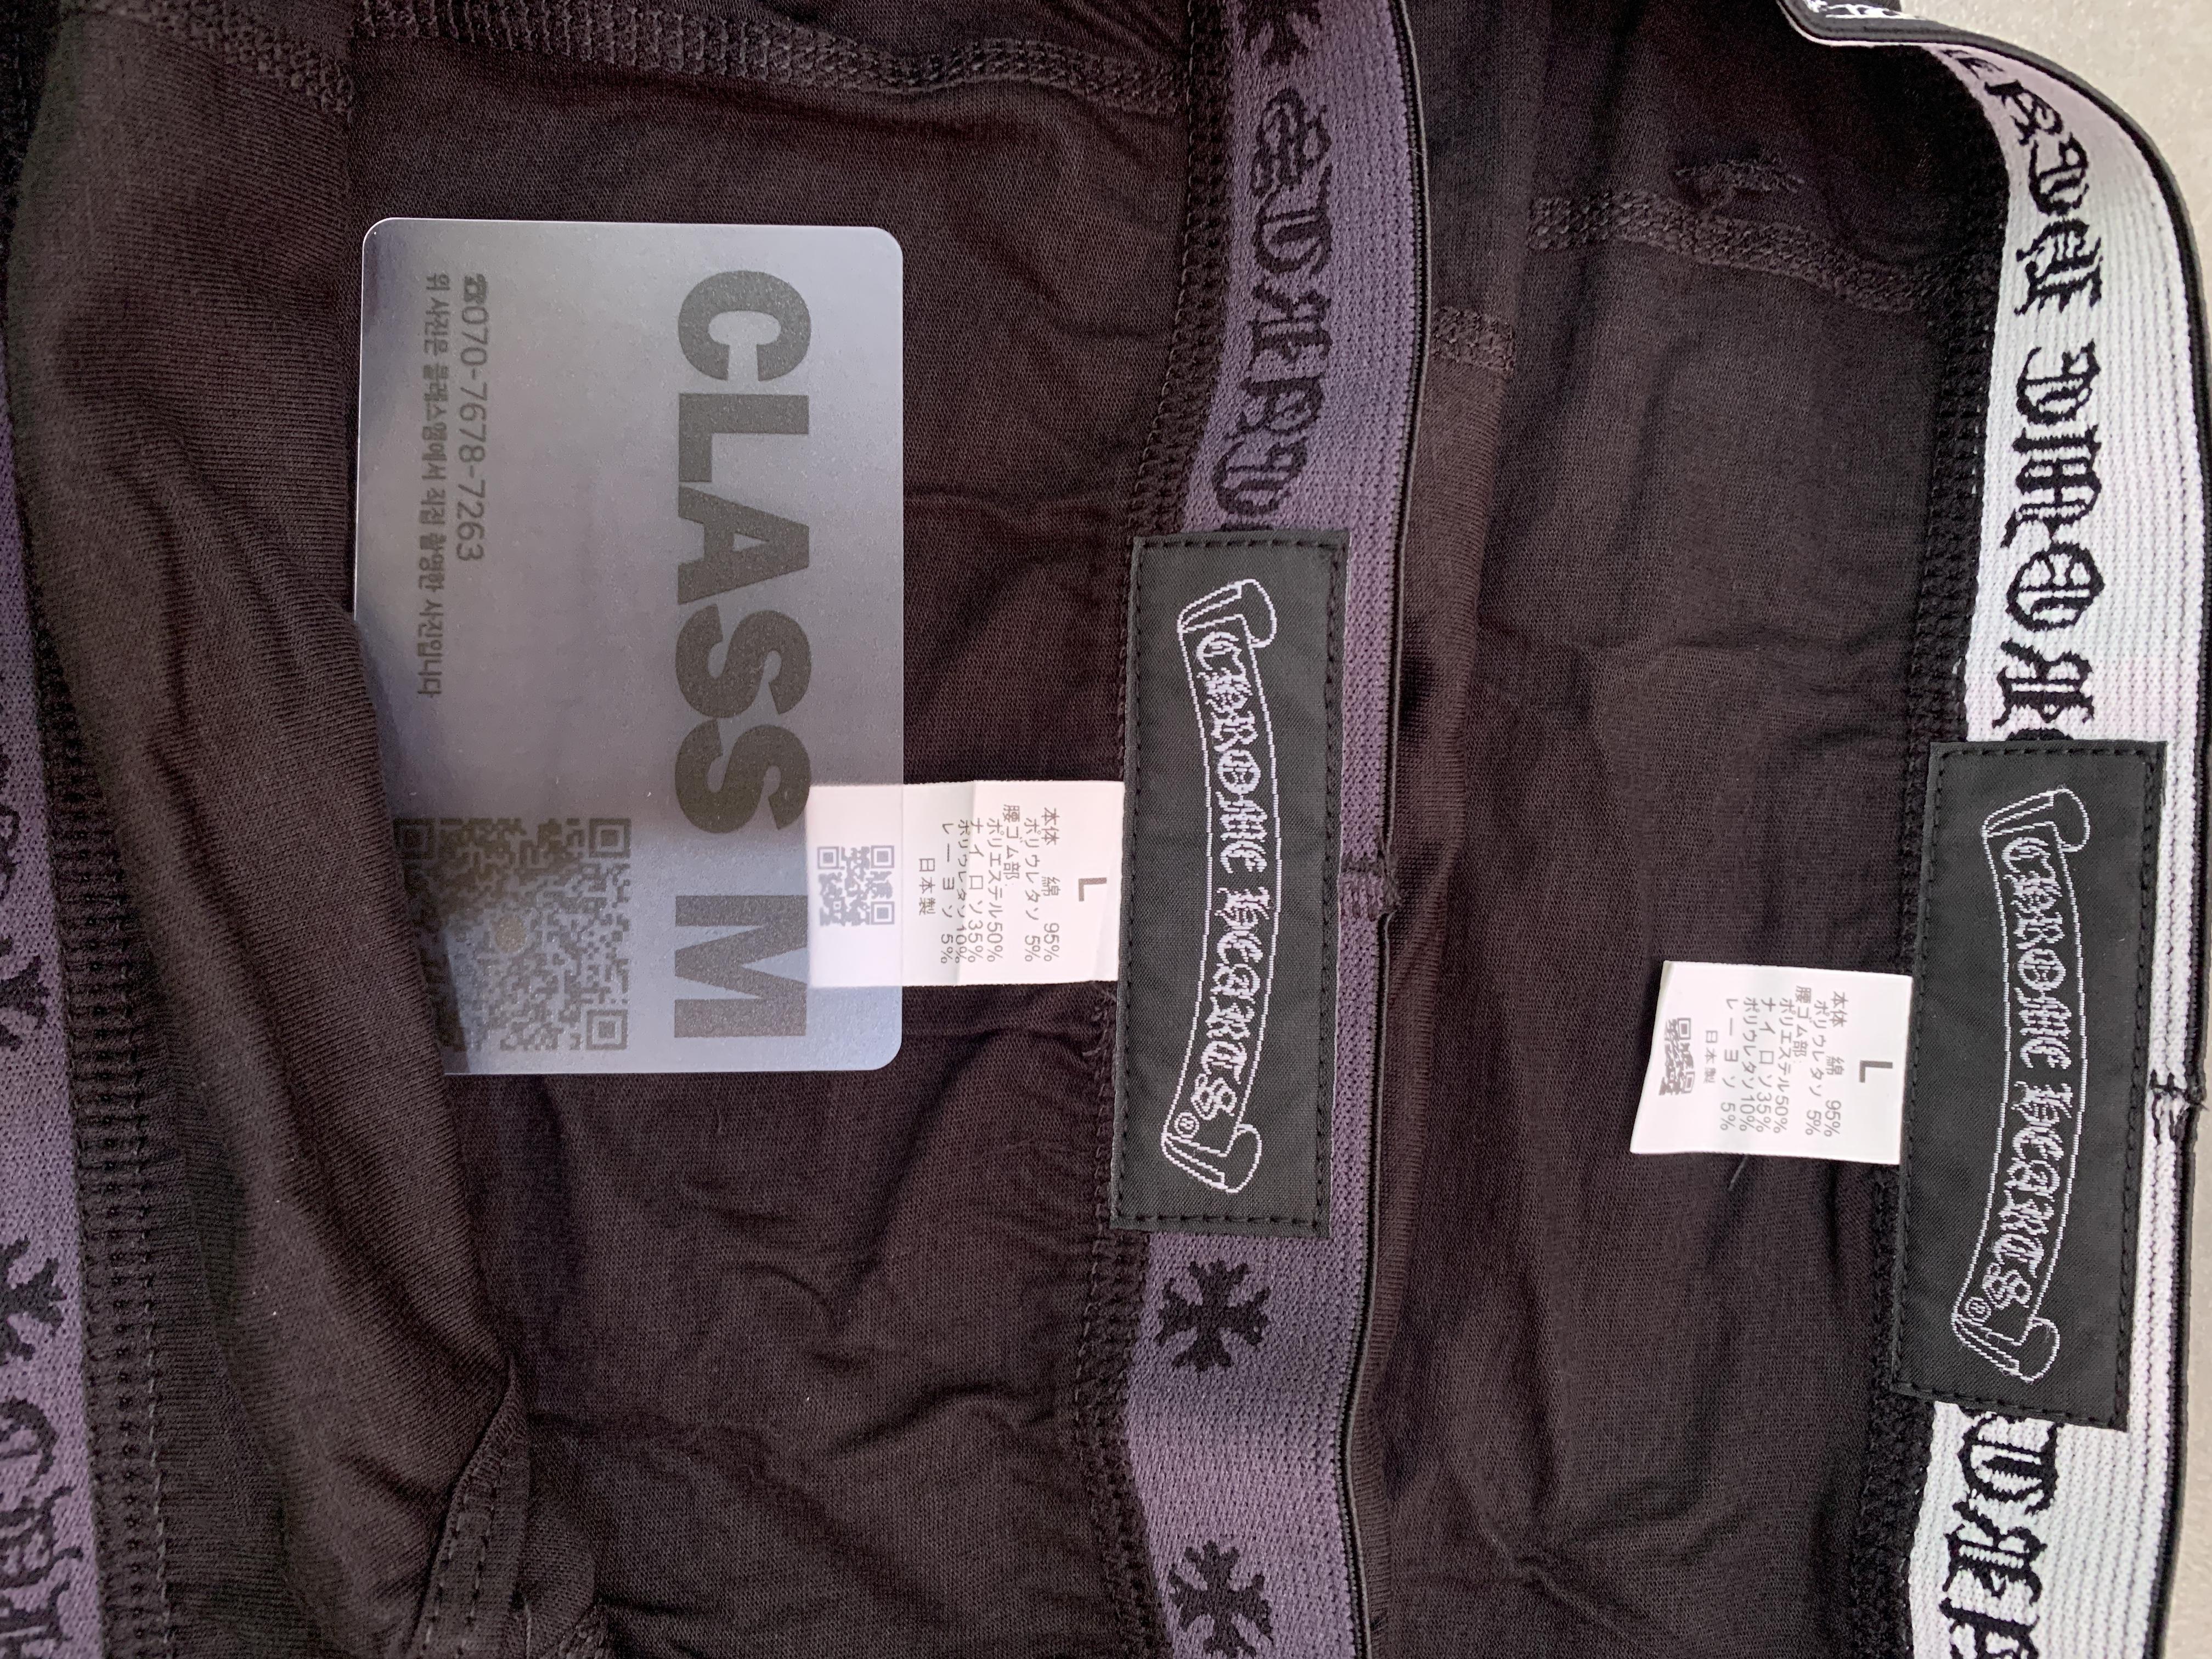 CLASS M
☎070-7678-7263
위 사진은 클래스엠에서 직접 촬영한 사진입니다
CHROME HEARTS®
L
本体　綿　95%
ポリウレタン　5%
腰ゴム部
ポリエステル50%
ナイロン35%
ポリウレタン10%
レーヨン　5%
日本製
CHROME HEARTS®
L
本体　綿　95%
ポリウレタン　5%
腰ゴム部
ポリエステル50%
ナイロン35%
ポリウレタン10%
レーヨン　5%
日本製